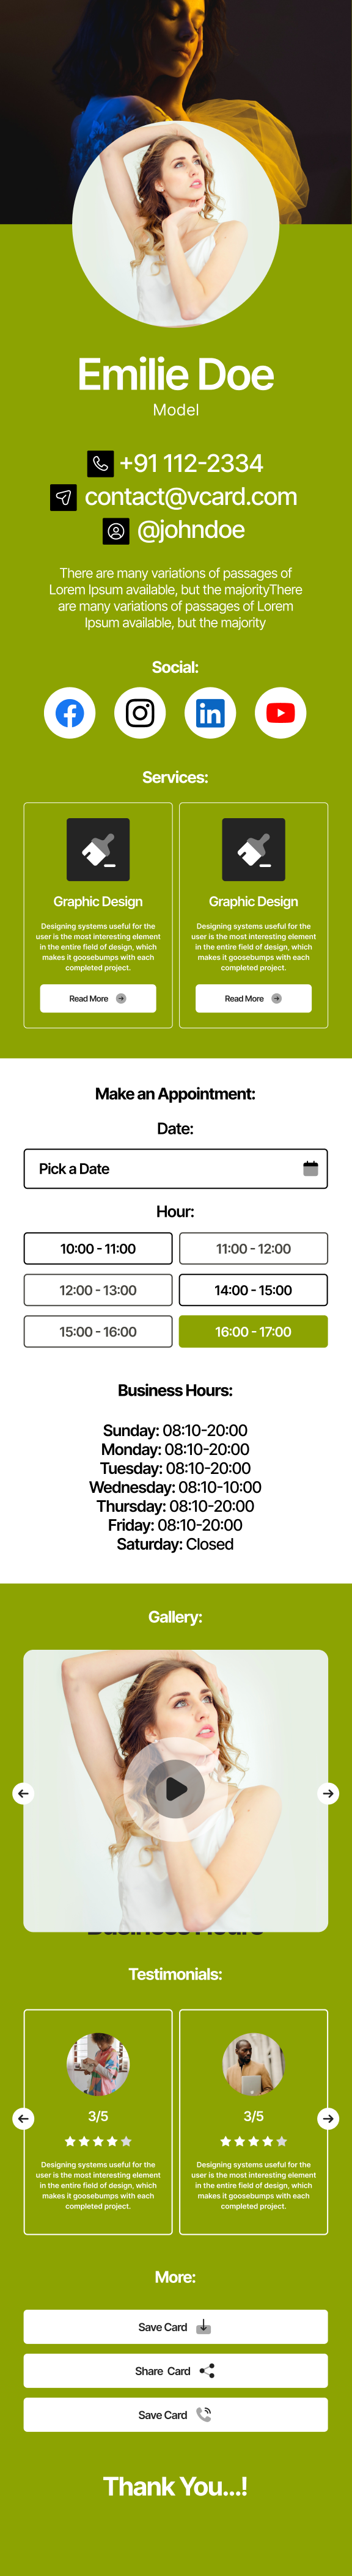 Emilie Doe
Model
+91 112-2334
contact@vcard.com
@johndoe
There are many variations of passages of
Lorem Ipsum available, but the majorityThere
are many variations of passages of Lorem
Ipsum available, but the majority
Social:
Services:
Graphic Design
Designing systems useful for the
user is the most interesting element
in the entire field of design, which
makes it goosebumps with each
completed project.
Read More
Graphic Design
Designing systems useful for the
user is the most interesting element
in the entire field of design, which
makes it goosebumps with each
completed project.
Read More
Make an Appointment:
Date:
Pick a Date
Hour:
10:00 - 11:00
11:00 - 12:00
12:00 - 13:00
14:00 - 15:00
15:00 - 16:00
16:00 - 17:00
Business Hours:
Sunday: 08:10-20:00
Monday: 08:10-20:00
Tuesday: 08:10-20:00
Wednesday: 08:10-10:00
Thursday: 08:10-20:00
Friday: 08:10-20:00
Saturday: Closed
Gallery:
Business Hours
Testimonials:
3/5
Designing systems useful for the
user is the most interesting element
in the entire field of design, which
makes it goosebumps with each
completed project.
3/5
Designing systems useful for the
user is the most interesting element
in the entire field of design, which
makes it goosebumps with each
completed project.
More:
Save Card
Share Card
Save Card
Thank You...!